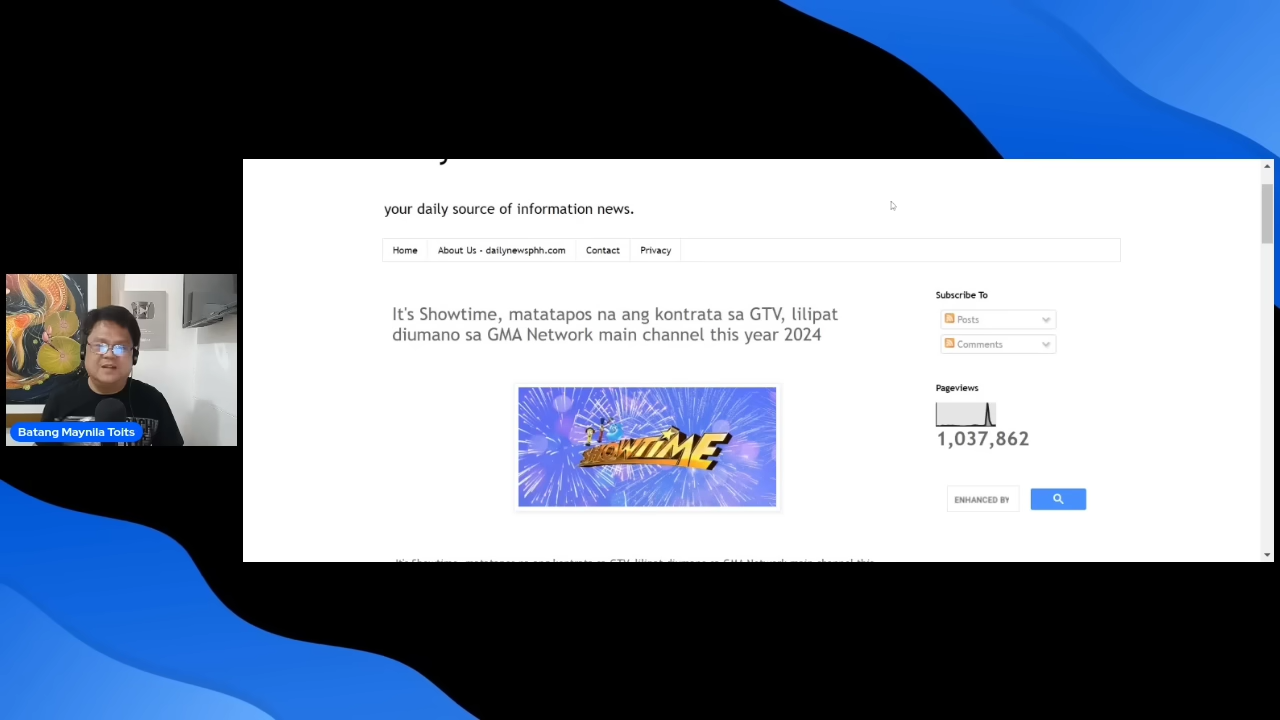 your daily source of information news.
Home
About Us - dailynewsphh.com
Contact
Privacy
It's Showtime, matatapos na ang kontrata sa GTV, lilipat
diumano sa GMA Network main channel this year 2024
SHOWTIME
Subscribe To
Posts
Comments
Pageviews
1,037,862
ENHANCED BY
Batang Maynila Toits